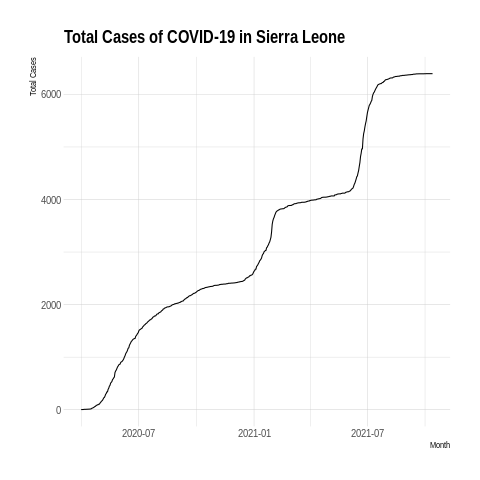 Total Cases of COVID-19 in Sierra Leone
Total Cases
6000
4000
2000
0
2020-07 2021-01 2021-07
Month